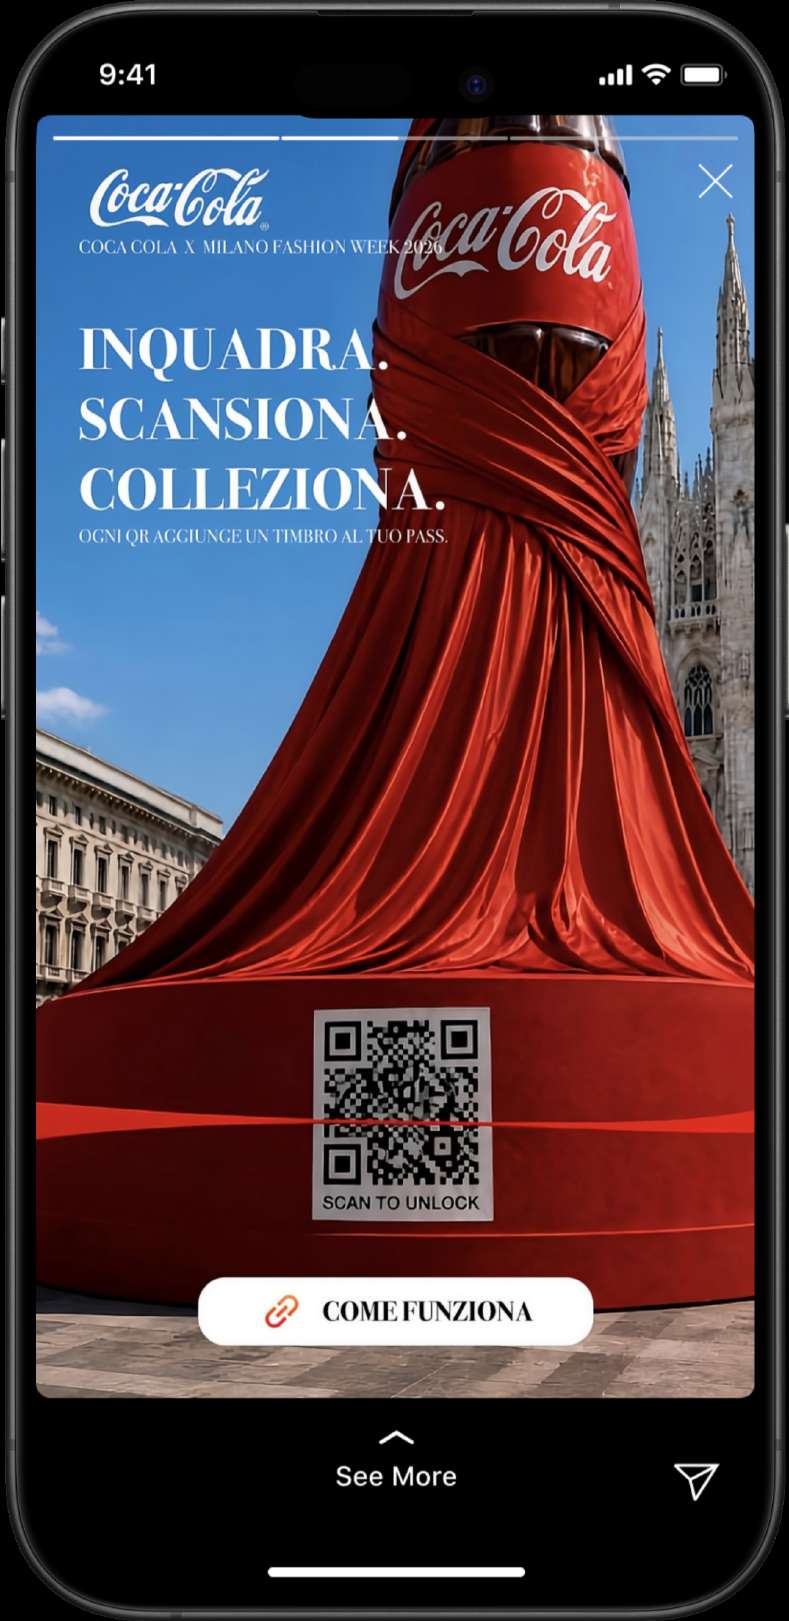 9:41
Coca-Cola®
Coca-Cola
COCA COLA X MILANO FASHION WEEK 2026
INQUADRA.
SCANSIONA.
COLLEZIONA.
OGNI QR AGGIUNGE UN TIMBRO AL TUO PASS.
SCAN TO UNLOCK
COME FUNZIONA
See More